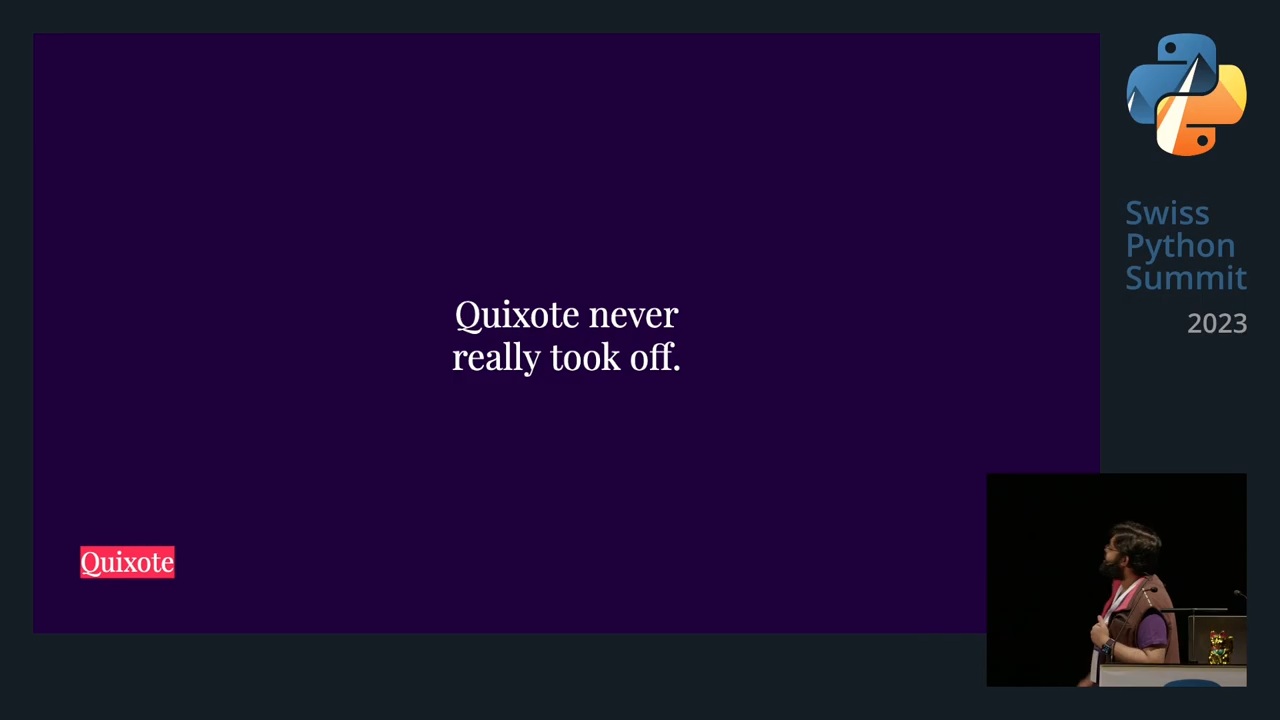 Quixote never
really took off.
Quixote
Swiss
Python
Summit
2023